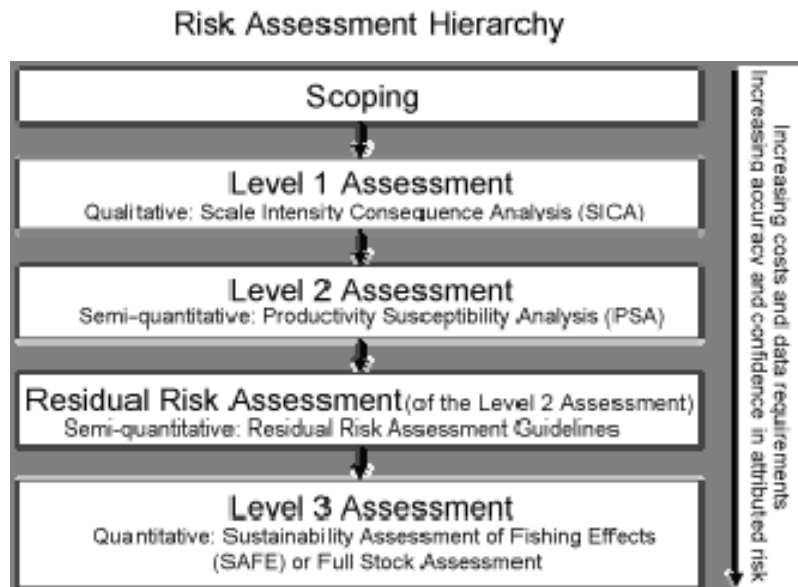 Risk Assessment Hierarchy
Scoping
Level 1 Assessment
Qualitative: Scale Intensity Consequence Analysis (SICA)
Level 2 Assessment
Semi-quantitative: Productivity Susceptibility Analysis (PSA)
Residual Risk Assessment (of the Level 2 Assessment)
Semi-quantitative: Residual Risk Assessment Guidelines
Level 3 Assessment
Quantitative: Sustainability Assessment of Fishing Effects
(SAFE) or Full Stock Assessment
Increasing costs and data requirements
Increasing accuracy and confidence in attributed risk